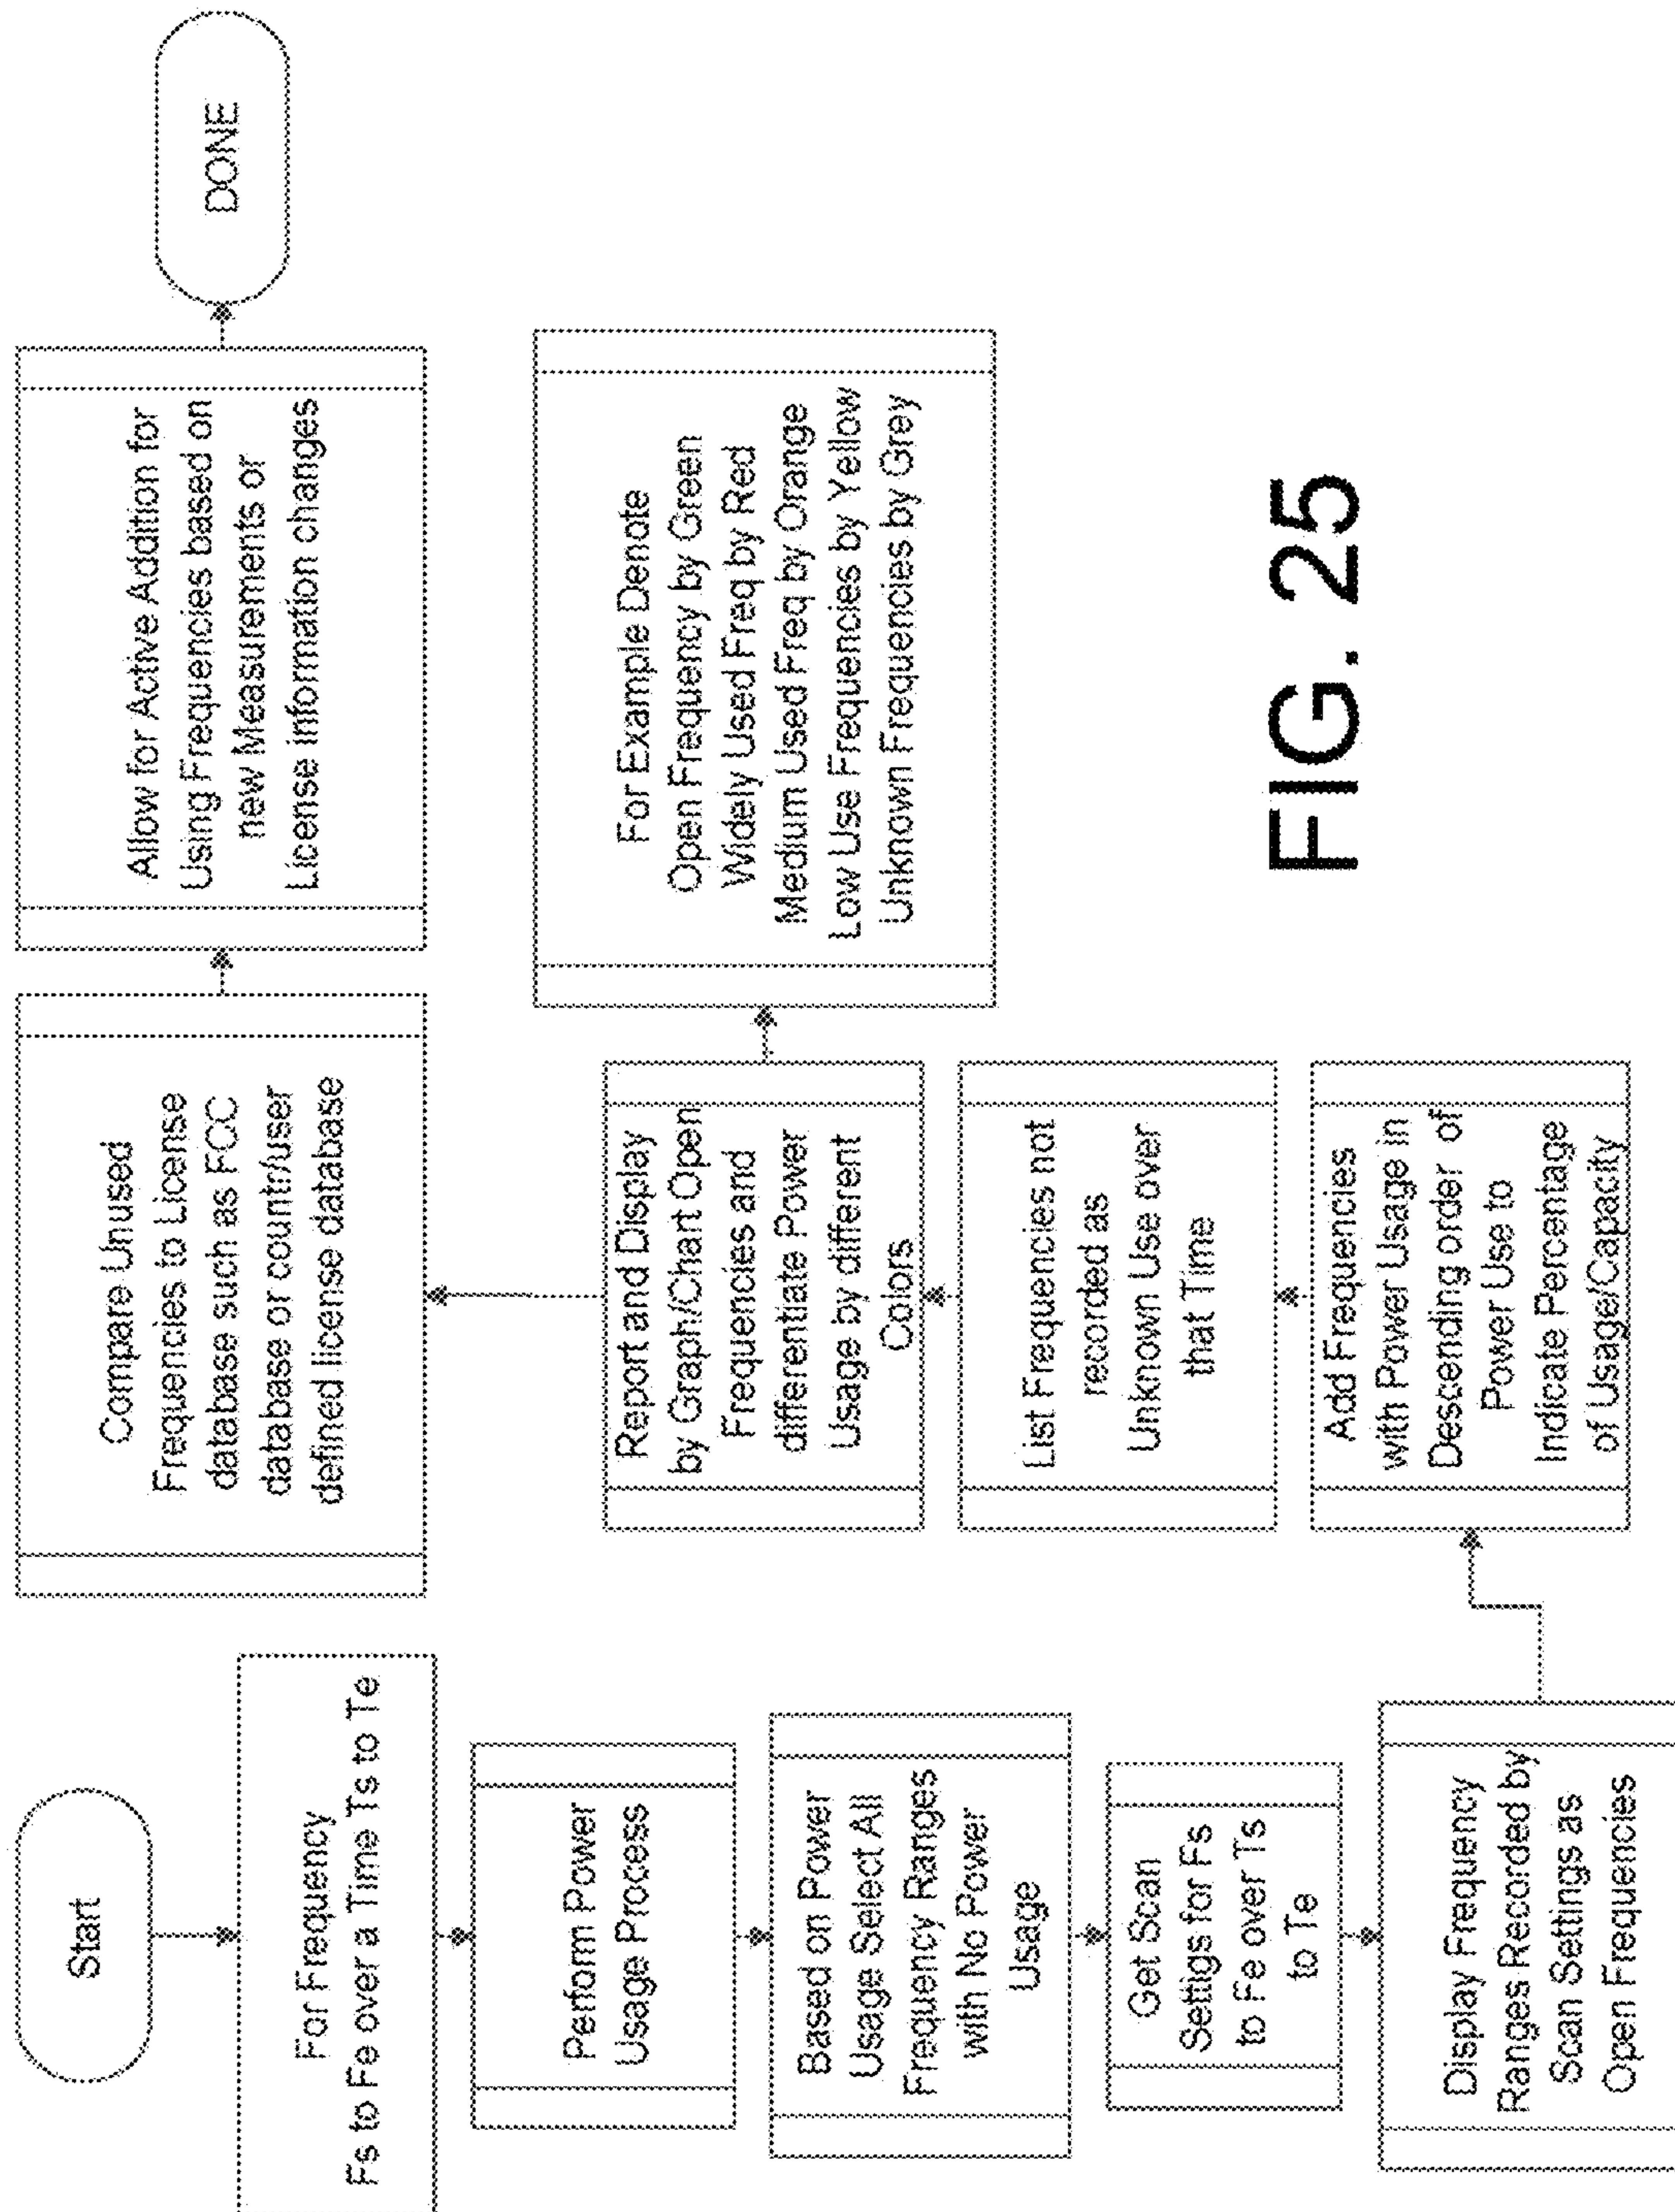 Start
For Frequency
Fs to Fe over a Time Ts to Te
Perform Power
Usage Process
Based on Power
Usage Select All
Frequency Ranges
with No Power
Usage
Get Scan
Settigs for Fs
to Fe over Ts
to Te
Display Frequency
Ranges Recorded by
Scan Settings as
Open Frequencies
Add Frequencies
with Power Usage in
Descending order of
Power Use to
Indicate Percentage
of Usage/Capacity
List Frequencies not
recorded as
Unknown Use over
that Time
Report and Display
by Graph/Chart Open
Frequencies and
differentiate Power
Usage by different
Colors
For Example Denote
Open Frequency by Green
Widely Used Freq by Red
Medium Used Freq by Orange
Low Use Frequencies by Yellow
Unknown Frequencies by Grey
Compare Unused
Frequencies to License
database such as FCC
database or countr/user
defined license database
Allow for Active Addition for
Using Frequencies based on
new Measurements or
License information changes
DONE
FIG. 25